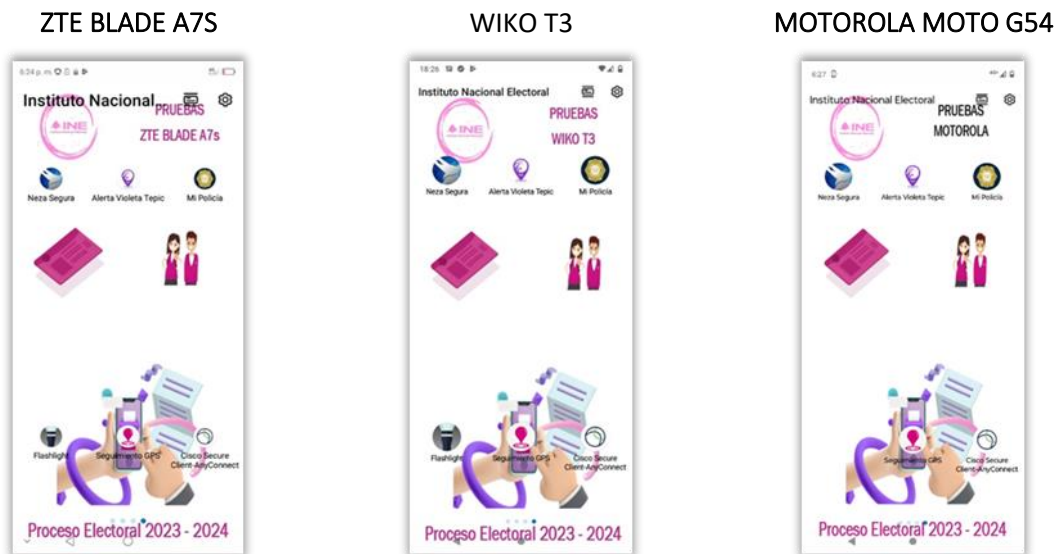 ZTE BLADE A7S
WIKO T3
MOTOROLA MOTO G54
6:24 p. m.
Instituto Nacional...
INE
PRUEBAS
ZTE BLADE A7s
Neza Segura
Alerta Violeta Tepic
Mi Policía
Flashlight
Seguimiento GPS
Cisco Secure
Client-AnyConnect
Proceso Electoral 2023 - 2024
18:26
Instituto Nacional Electoral
INE
PRUEBAS
WIKO T3
Neza Segura
Alerta Violeta Tepic
Mi Policía
Flashlight
Seguimiento GPS
Cisco Secure
Client-AnyConnect
Proceso Electoral 2023 - 2024
6:27
Instituto Nacional Electoral
INE
PRUEBAS
MOTOROLA
Neza Segura
Alerta Violeta Tepic
Mi Policía
Seguimiento GPS
Cisco Secure
Client-AnyConnect
Proceso Electoral 2023 - 2024